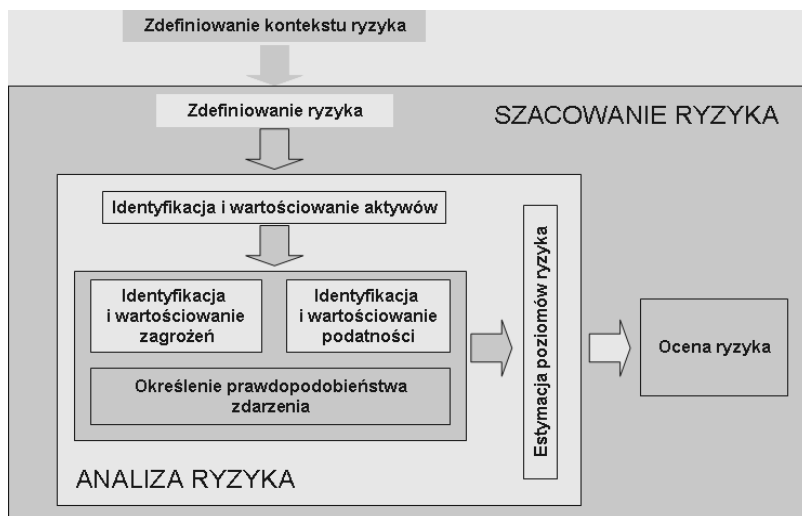 Zdefiniowanie kontekstu ryzyka
Zdefiniowanie ryzyka
SZACOWANIE RYZYKA
Identyfikacja i wartościowanie aktywów
Identyfikacja
i wartościowanie
zagrożeń
Identyfikacja
i wartościowanie
podatności
Określenie prawdopodobieństwa
zdarzenia
Estymacja poziomów ryzyka
Ocena ryzyka
ANALIZA RYZYKA